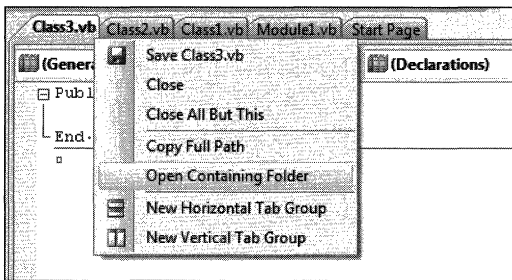 Class3.vb Class2.vb Class1.vb Module1.vb Start Page
(Genera (Declarations)
Save Class3.vb
Publ
Close
Close All But This
End
Copy Full Path
Open Containing Folder
New Horizontal Tab Group
New Vertical Tab Group